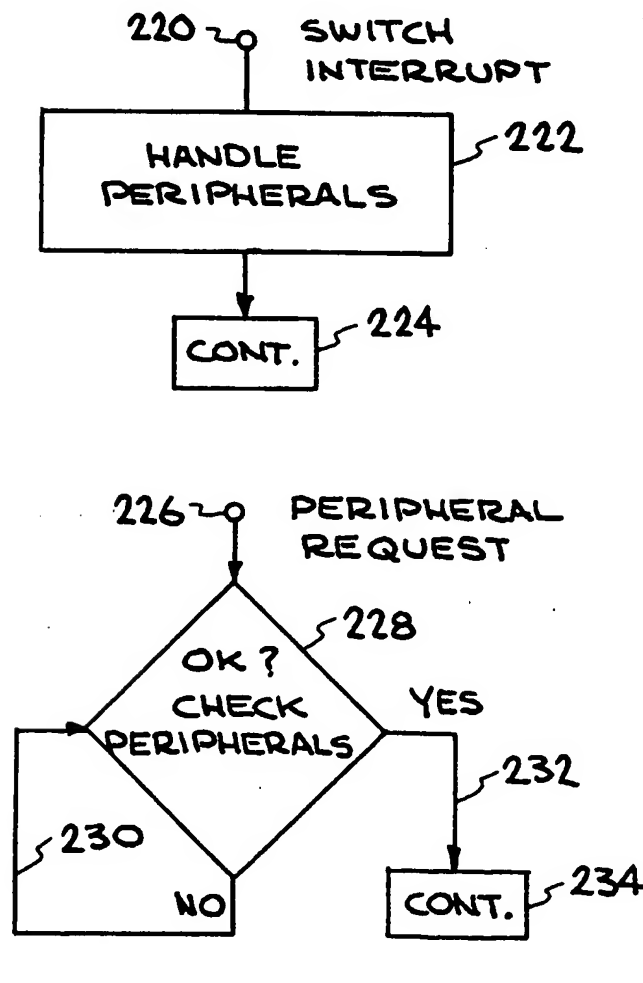 220 SWITCH
INTERRUPT
222
HANDLE
PERIPHERALS
224
CONT.
226 PERIPHERAL
REQUEST
228
OK?
CHECK
PERIPHERALS
YES
232
230
NO
234
CONT.